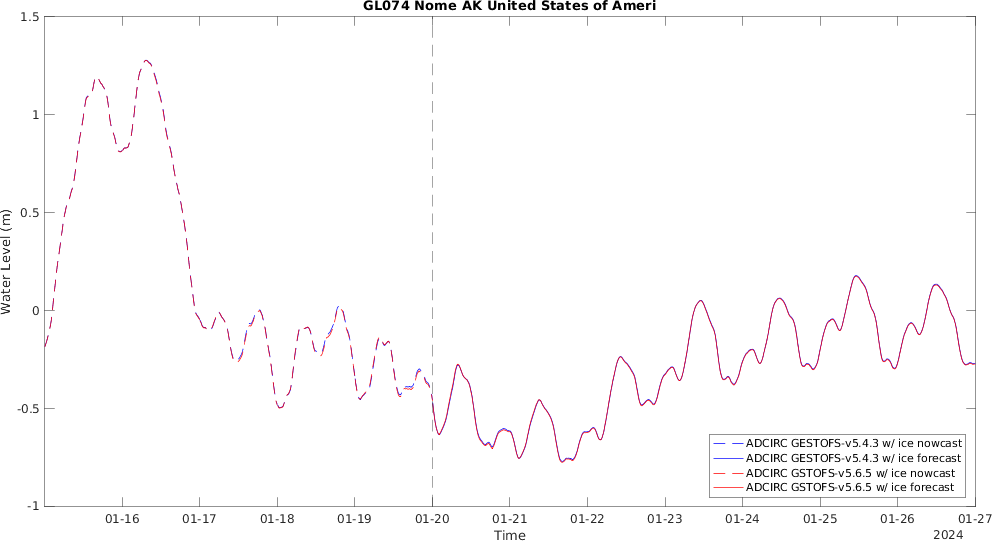 GL074 Nome AK United States of Ameri
1.5
1
0.5
0
-0.5
-1
Water Level (m)
ADCIRC GESTOFS-v5.4.3 w/ ice nowcast
ADCIRC GESTOFS-v5.4.3 w/ ice forecast
ADCIRC GSTOFS-v5.6.5 w/ ice nowcast
ADCIRC GSTOFS-v5.6.5 w/ ice forecast
01-16 01-17 01-18 01-19 01-20 01-21 01-22 01-23 01-24 01-25 01-26 01-27
Time
2024